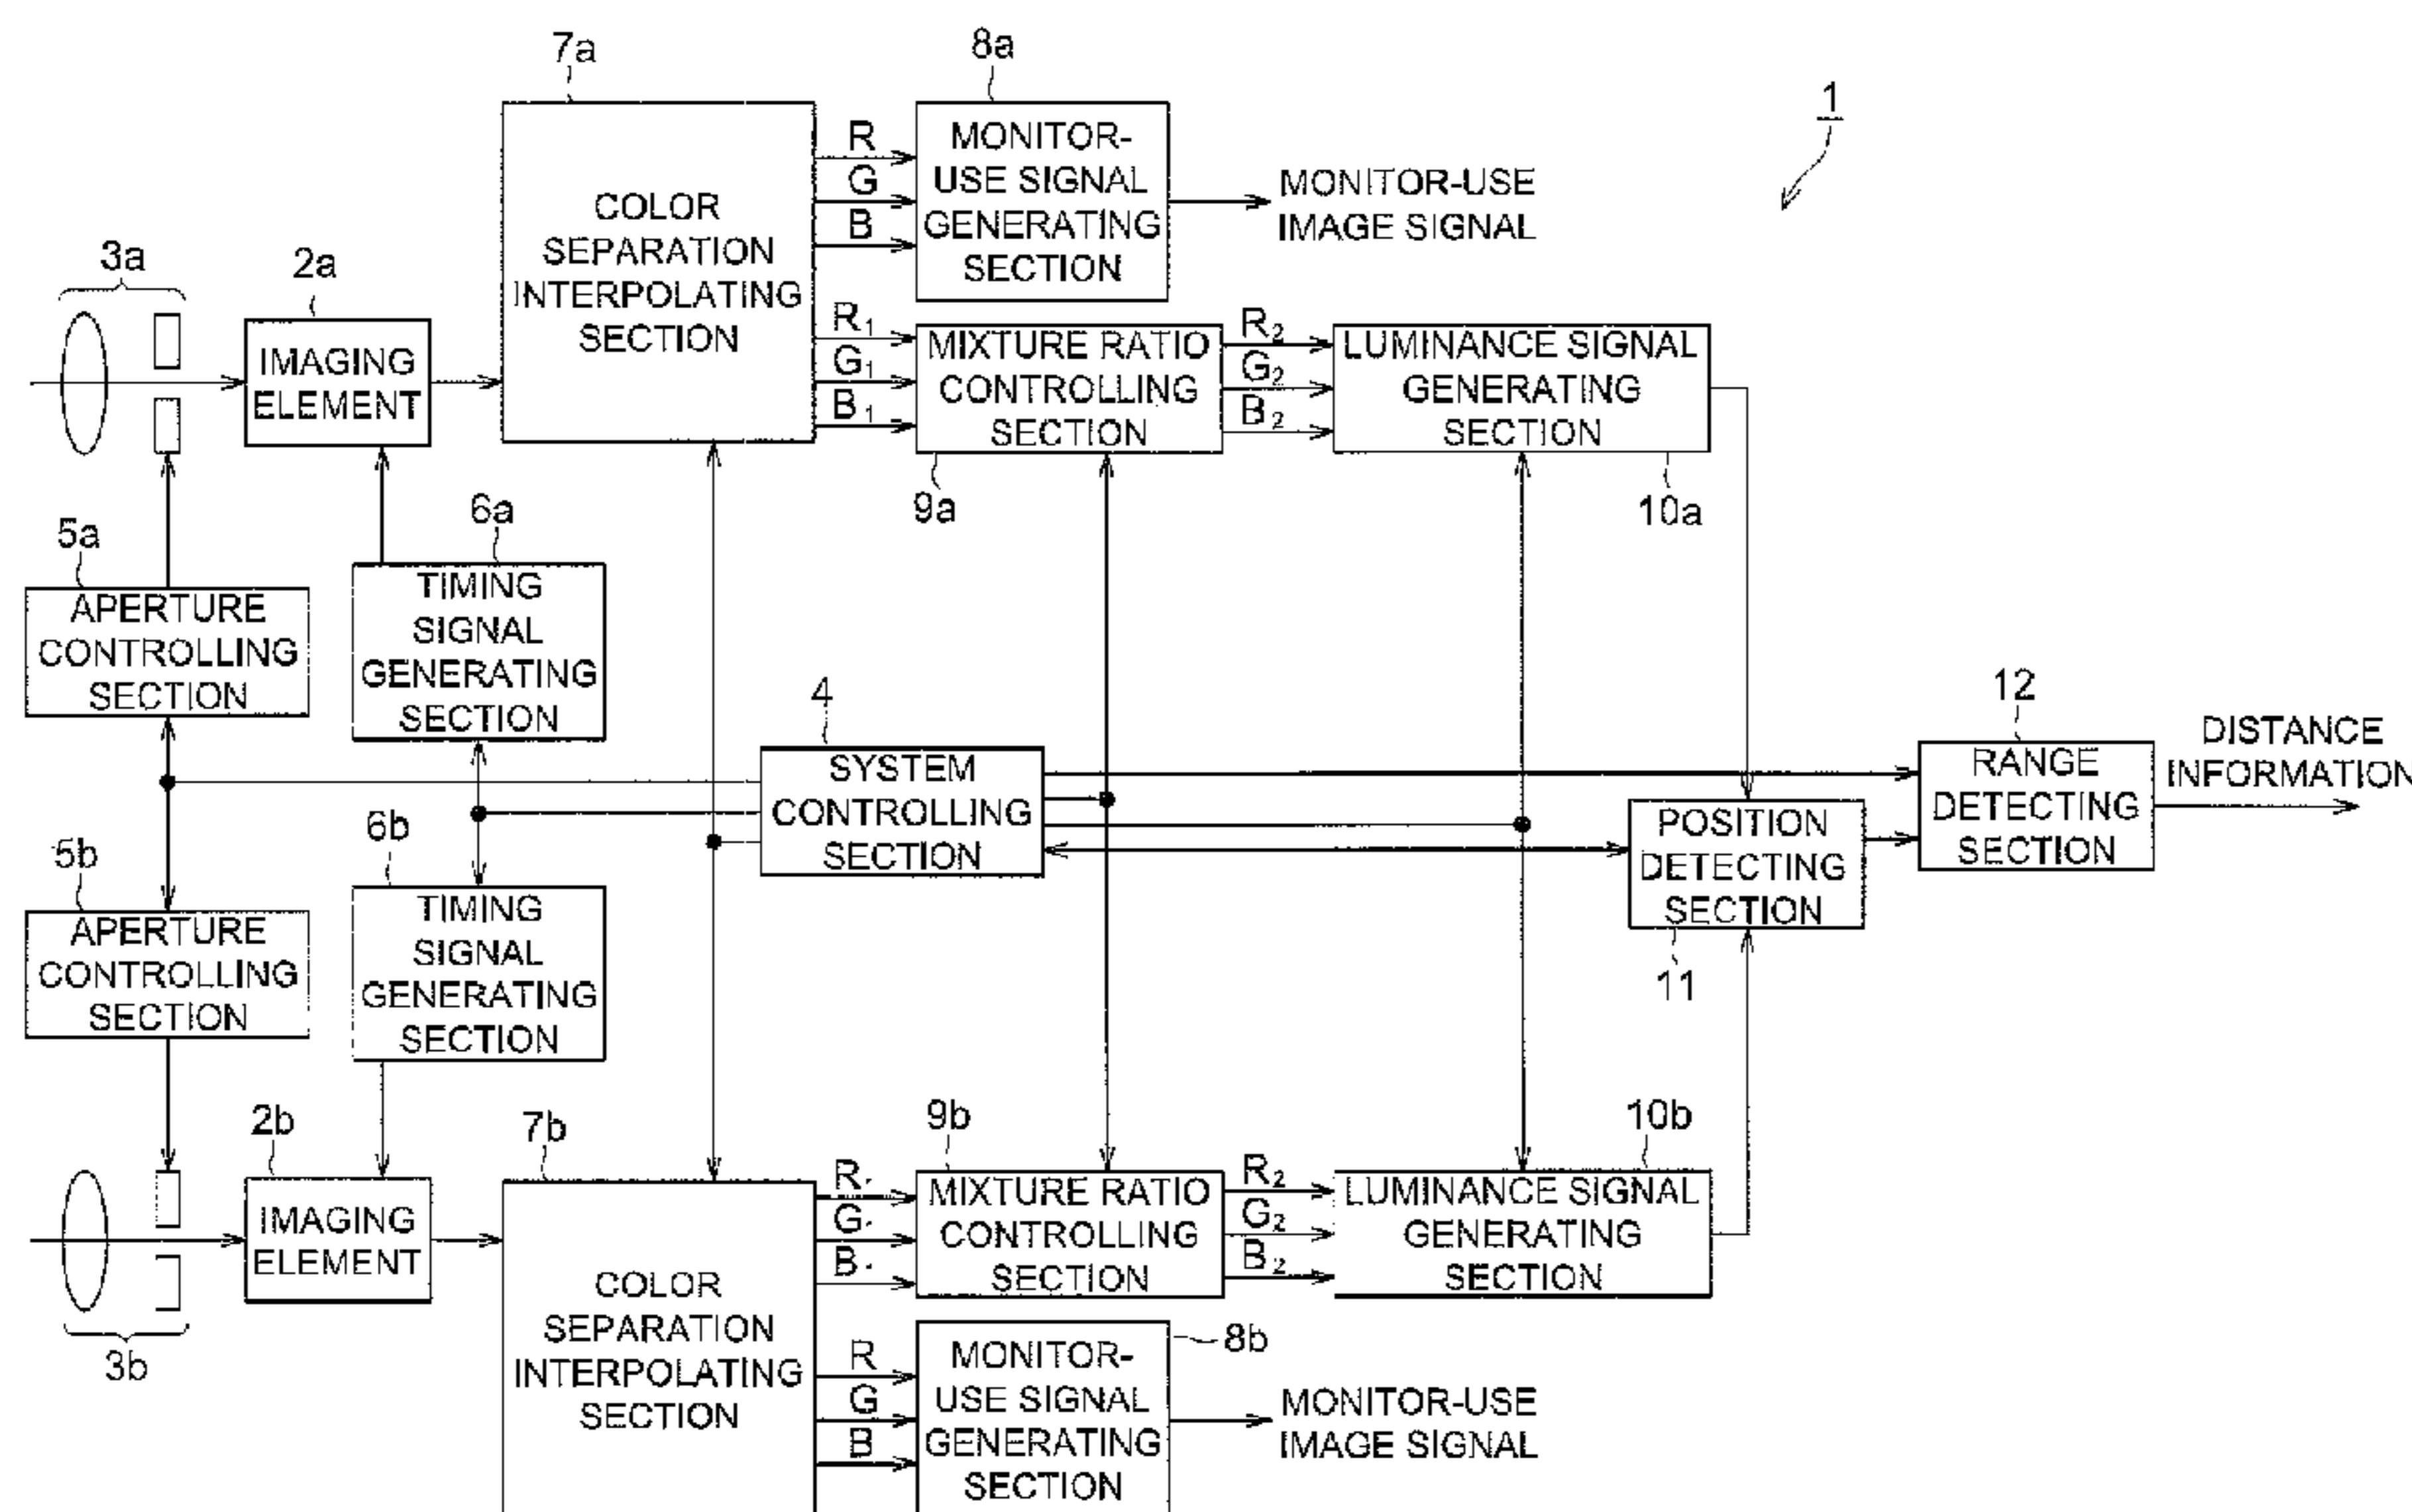 7a
8a
1
R
G
B
MONITOR-
USE SIGNAL
GENERATING
SECTION
MONITOR-USE
IMAGE SIGNAL
COLOR
SEPARATION
INTERPOLATING
SECTION
3a
2a
IMAGING
ELEMENT
R₁
G₁
B₁
MIXTURE RATIO
CONTROLLING
SECTION
R₂
G₂
B₂
LUMINANCE SIGNAL
GENERATING
SECTION
9a
10a
5a
6a
APERTURE
CONTROLLING
SECTION
TIMING
SIGNAL
GENERATING
SECTION
4
SYSTEM
CONTROLLING
SECTION
12
RANGE
DETECTING
SECTION
DISTANCE
INFORMATION
POSITION
DETECTING
SECTION
11
5b
6b
APERTURE
CONTROLLING
SECTION
TIMING
SIGNAL
GENERATING
SECTION
2b
7b
9b
10b
IMAGING
ELEMENT
3b
COLOR
SEPARATION
INTERPOLATING
SECTION
R₁
G₁
B₁
MIXTURE RATIO
CONTROLLING
SECTION
R₂
G₂
B₂
LUMINANCE SIGNAL
GENERATING
SECTION
R
G
B
MONITOR-
USE SIGNAL
GENERATING
SECTION
8b
MONITOR-USE
IMAGE SIGNAL